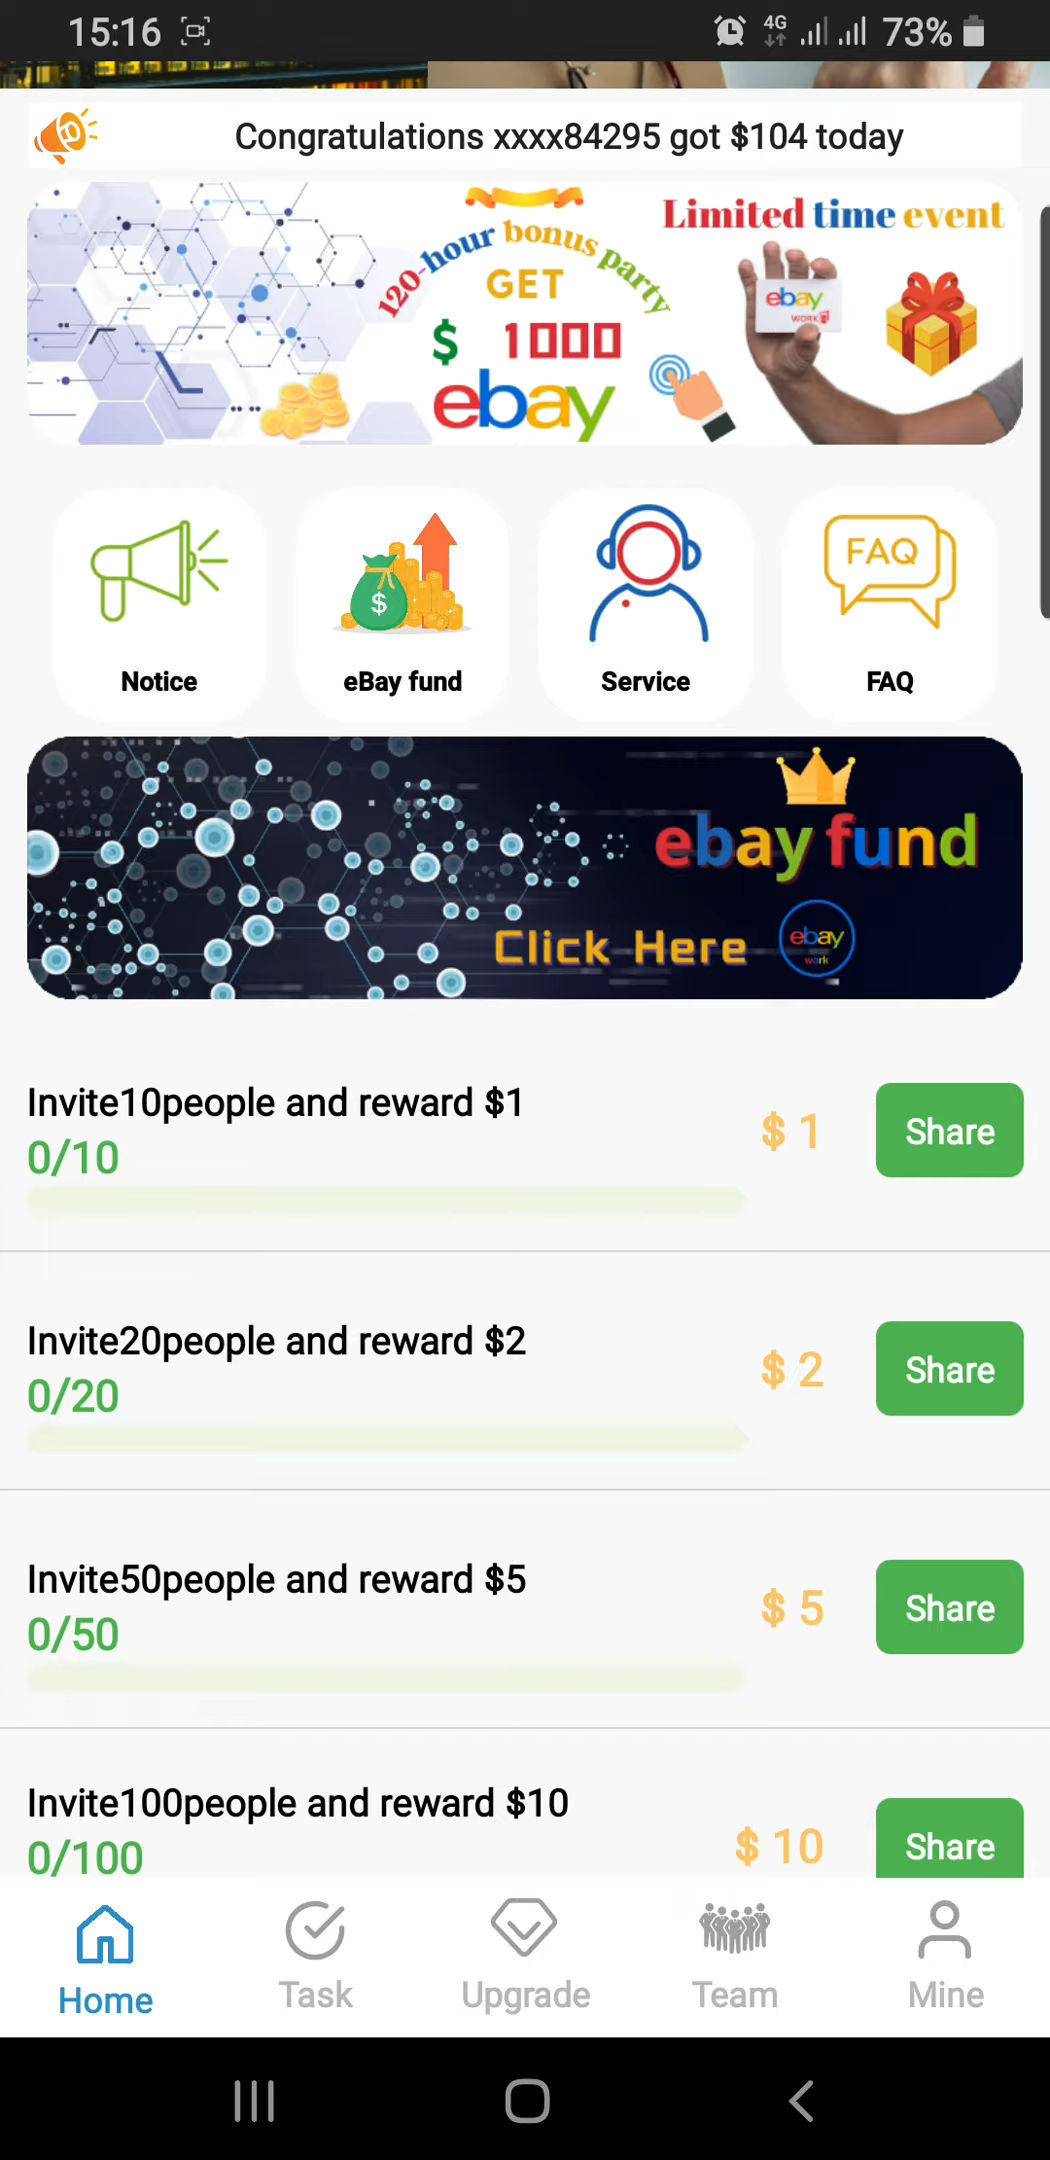 15:16 4G 73%
Congratulations xxxx84295 got $104 today
Limited time event
120-hour bonus party
GET
$ 1000
ebay
ebay
WORK
$
FAQ
Notice eBay fund Service FAQ
ebay fund
Click Here
ebay
work
Invite10people and reward $1
0/10
$ 1
Share
Invite20people and reward $2
0/20
$ 2
Share
Invite50people and reward $5
0/50
$ 5
Share
Invite100people and reward $10
0/100
$ 10
Share
Home Task Upgrade Team Mine